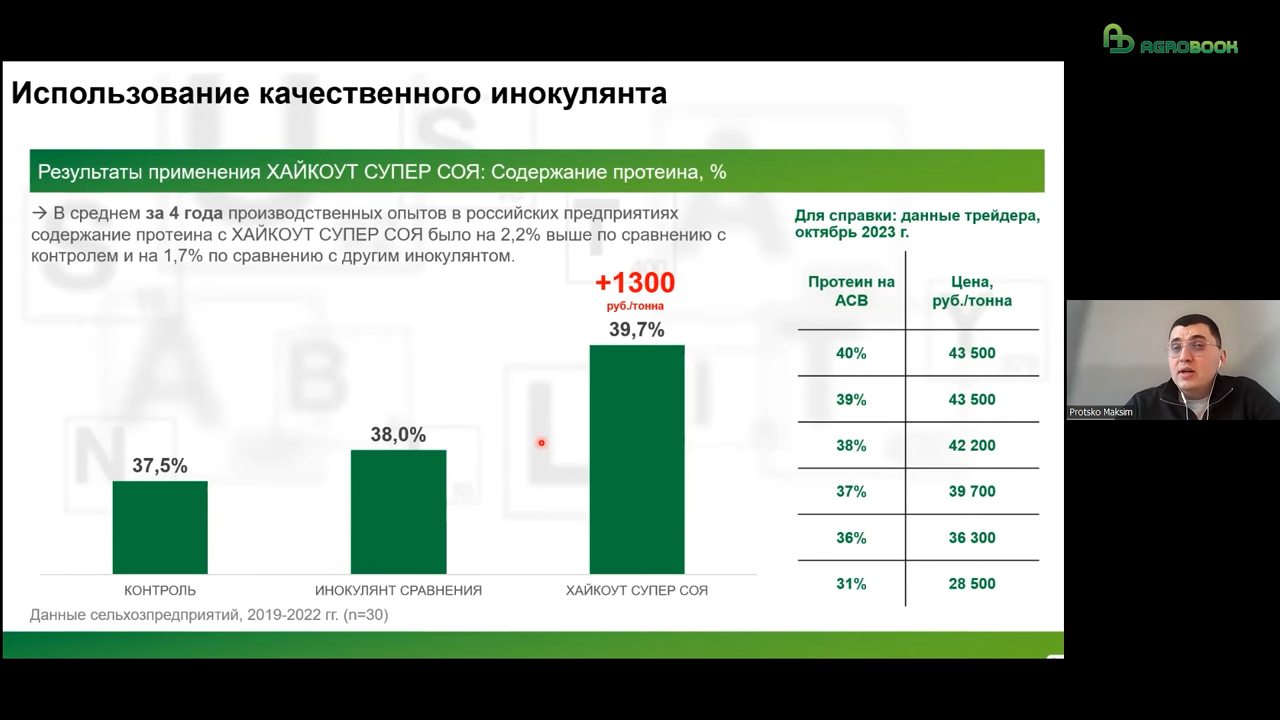 AGROBOOK
Использование качественного инокулянта
Результаты применения ХАЙКОУТ СУПЕР СОЯ: Содержание протеина, %
→ В среднем за 4 года производственных опытов в российских предприятиях
содержание протеина с ХАЙКОУТ СУПЕР СОЯ было на 2,2% выше по сравнению с
контролем и на 1,7% по сравнению с другим инокулянтом.
+1300
руб./тонна
39,7%
38,0%
37,5%
КОНТРОЛЬ
ИНОКУЛЯНТ СРАВНЕНИЯ
ХАЙКОУТ СУПЕР СОЯ
Данные сельхозпредприятий, 2019-2022 гг. (n=30)
Для справки: данные трейдера,
октябрь 2023 г.
Протеин на АСВ Цена, руб./тонна
40% 43 500
39% 43 500
38% 42 200
37% 39 700
36% 36 300
31% 28 500
Protsko Maksim